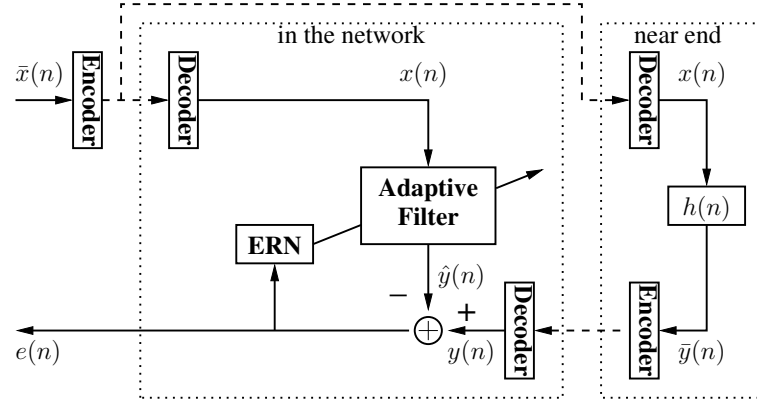 in the network
near end
x̄(n)
Encoder
Decoder
x(n)
Decoder
x(n)
Adaptive
Filter
h(n)
ERN
ŷ(n)
−
+
Decoder
Encoder
e(n)
y(n)
ȳ(n)